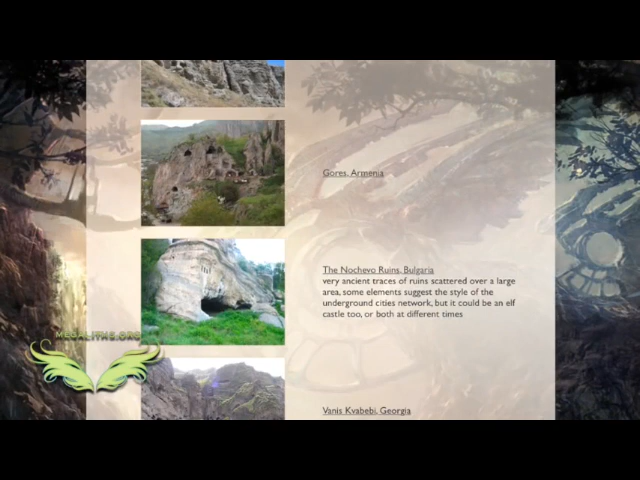 Gores, Armenia
The Nochevo Ruins, Bulgaria
very ancient traces of ruins scattered over a large
area, some elements suggest the style of the
underground cities network, but it could be an elf
castle too, or both at different times
MEGALITHS.ORG
Vanis Kvabebi, Georgia